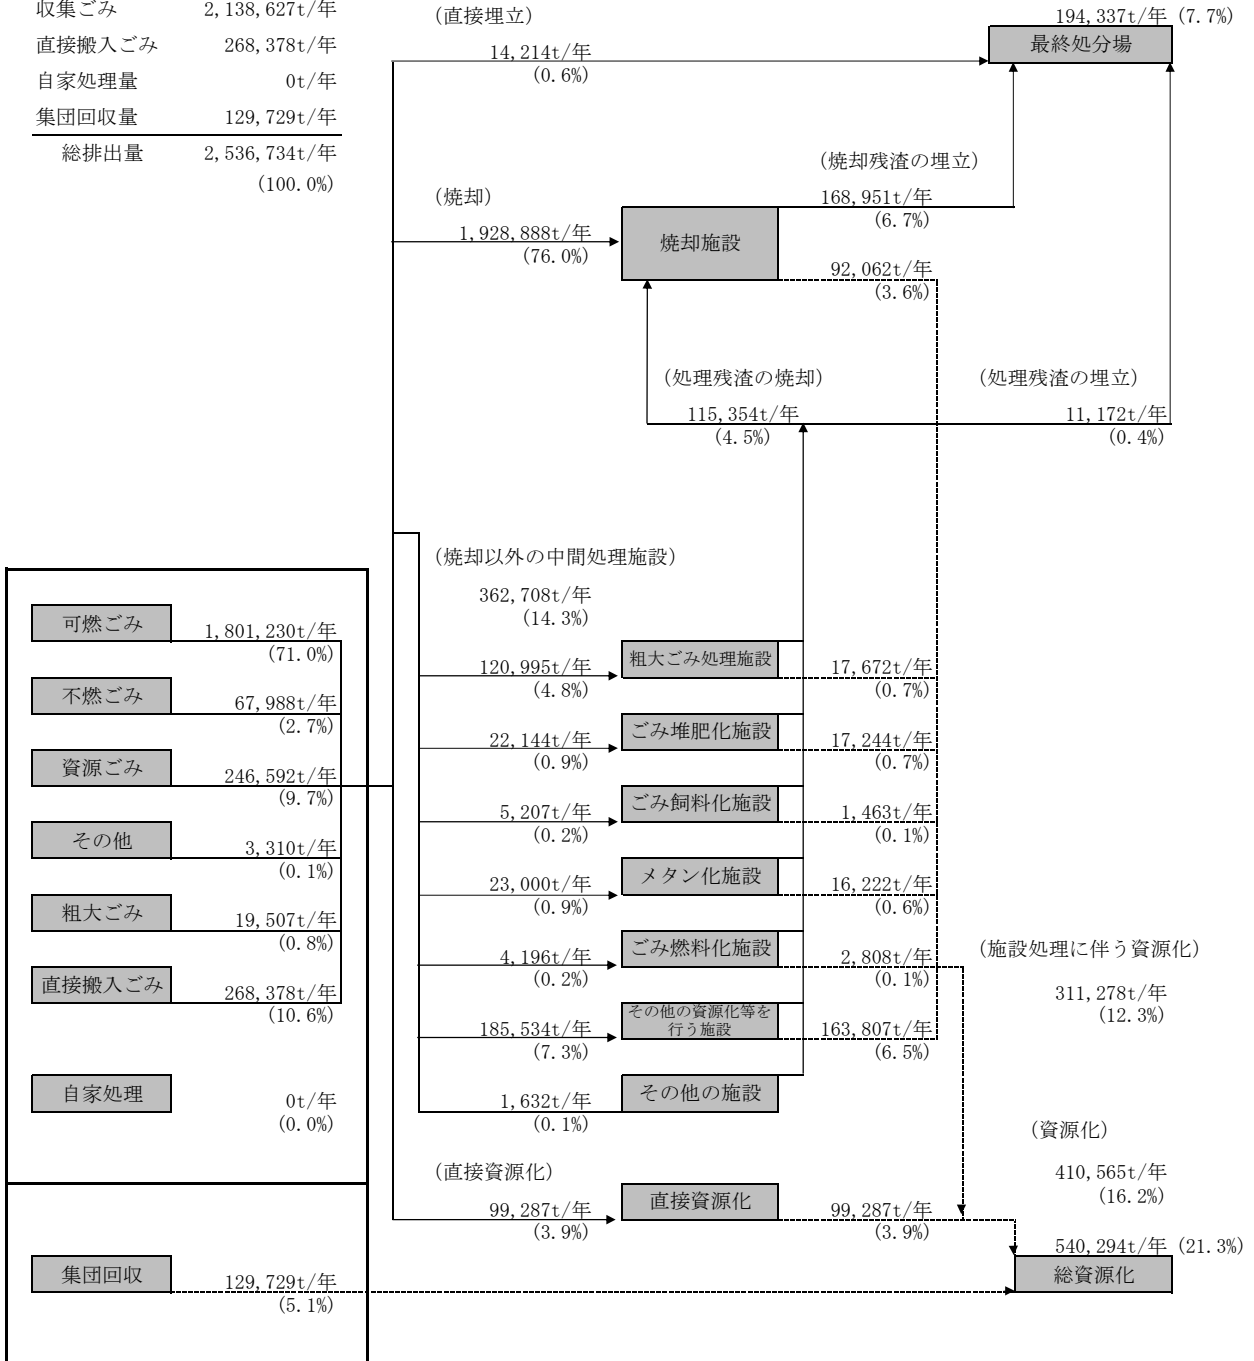 収集ごみ 2,138,627t/年
直接搬入ごみ 268,378t/年
自家処理量 0t/年
集団回収量 129,729t/年
総排出量 2,536,734t/年
(100.0%)
(直接埋立)
14,214t/年
(0.6%)
194,337t/年 (7.7%)
最終処分場
(焼却残渣の埋立)
168,951t/年
(6.7%)
(焼却)
1,928,888t/年
(76.0%)
焼却施設
92,062t/年
(3.6%)
(処理残渣の焼却)
115,354t/年
(4.5%)
(処理残渣の埋立)
11,172t/年
(0.4%)
(焼却以外の中間処理施設)
362,708t/年
(14.3%)
可燃ごみ 1,801,230t/年
(71.0%)
不燃ごみ 67,988t/年
(2.7%)
資源ごみ 246,592t/年
(9.7%)
その他 3,310t/年
(0.1%)
粗大ごみ 19,507t/年
(0.8%)
直接搬入ごみ 268,378t/年
(10.6%)
自家処理 0t/年
(0.0%)
集団回収 129,729t/年
(5.1%)
120,995t/年 粗大ごみ処理施設 17,672t/年
(4.8%) (0.7%)
22,144t/年 ごみ堆肥化施設 17,244t/年
(0.9%) (0.7%)
5,207t/年 ごみ飼料化施設 1,463t/年
(0.2%) (0.1%)
23,000t/年 メタン化施設 16,222t/年
(0.9%) (0.6%)
4,196t/年 ごみ燃料化施設 2,808t/年
(0.2%) (0.1%)
その他の資源化等を
185,534t/年 行う施設 163,807t/年
(7.3%) (6.5%)
1,632t/年 その他の施設
(0.1%)
(施設処理に伴う資源化)
311,278t/年
(12.3%)
(直接資源化)
99,287t/年 直接資源化 99,287t/年
(3.9%) (3.9%)
(資源化)
410,565t/年
(16.2%)
540,294t/年 (21.3%)
総資源化